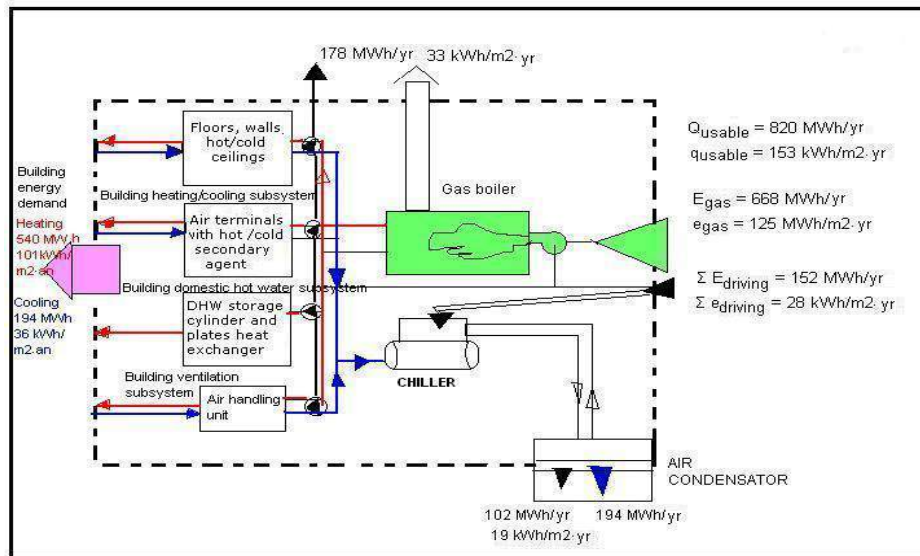 178 MWh/yr 33 kWh/m2·yr
Floors, walls,
hot/cold
ceilings
Qusable = 820 MWh/yr
qusable = 153 kWh/m2·yr
Building
energy
demand
Heating
540 MW,h
101kWh/
m2·an
Cooling
194 MWh
36 kWh/
m2.an
Building heating/cooling subsystem
Gas boiler
Egas = 668 MWh/yr
egas = 125 MWh/m2·yr
Air terminals
with hot /cold
secondary
agent
Building domestic hot water subsystem
Σ Edriving = 152 MWh/yr
Σ edriving = 28 kWh/m2·yr
DHW storage
cylinder and
plates heat
exchanger
CHILLER
Building ventilation
subsystem
Air handling
unit
AIR
CONDENSATOR
102 MWh/yr 194 MWh/yr
19 kWh/m2·yr